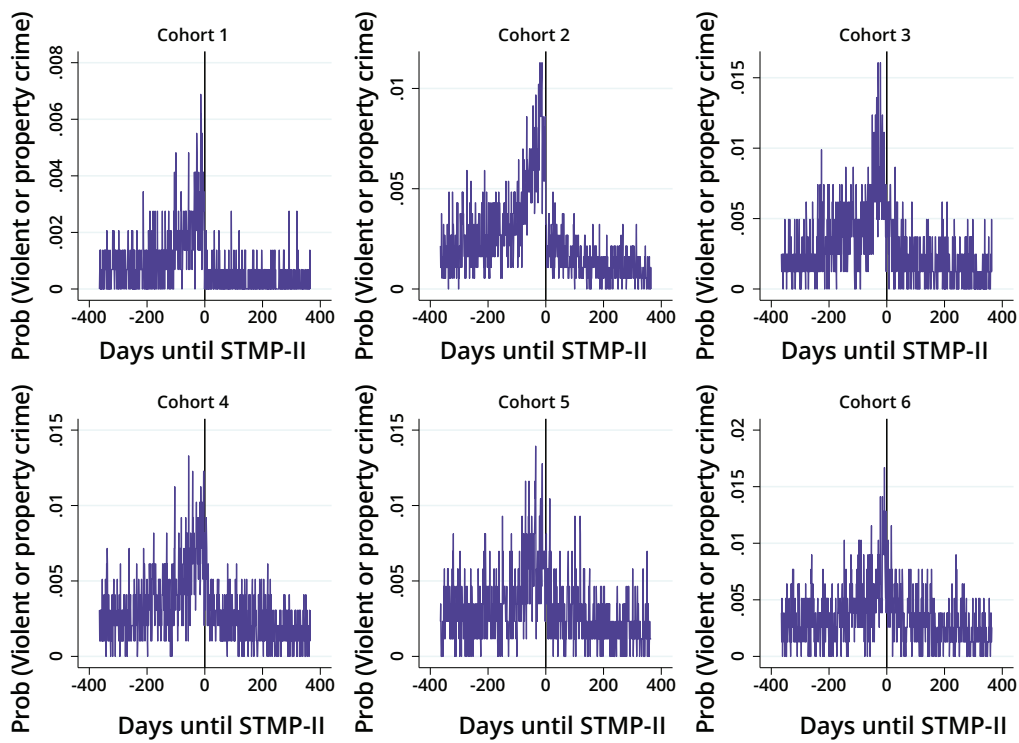 Cohort 1
Prob (Violent or property crime)
.008
.006
.004
.002
0
-400 -200 0 200 400
Days until STMP-II
Cohort 2
Prob (Violent or property crime)
.01
.005
0
-400 -200 0 200 400
Days until STMP-II
Cohort 3
Prob (Violent or property crime)
.015
.01
.005
0
-400 -200 0 200 400
Days until STMP-II
Cohort 4
Prob (Violent or property crime)
.015
.01
.005
0
-400 -200 0 200 400
Days until STMP-II
Cohort 5
Prob (Violent or property crime)
.015
.01
.005
0
-400 -200 0 200 400
Days until STMP-II
Cohort 6
Prob (Violent or property crime)
.02
.015
.01
.005
0
-400 -200 0 200 400
Days until STMP-II